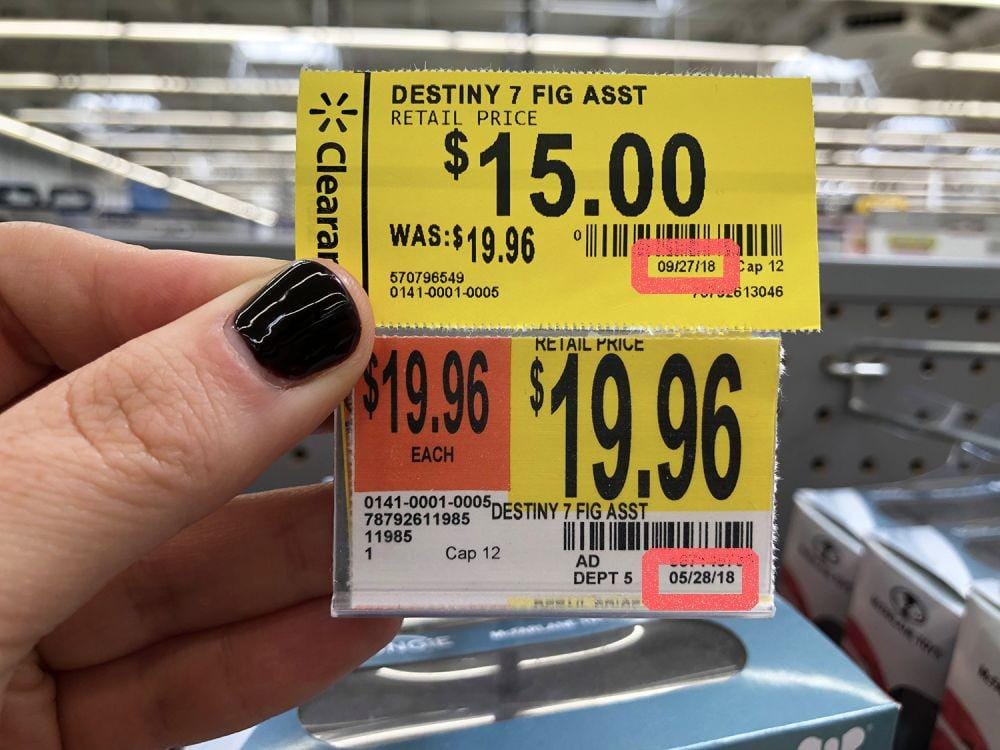 Clearan
DESTINY 7 FIG ASST
RETAIL PRICE
$15.00
WAS:$19.96
0
09/27/18 Cap 12
570796549
0141-0001-0005
613046
RETAIL PRICE
$19.96
EACH
$19.96
0141-0001-0005
DESTINY 7 FIG ASST
78792611985
11985
1 Cap 12
AD
DEPT 5
05/28/18